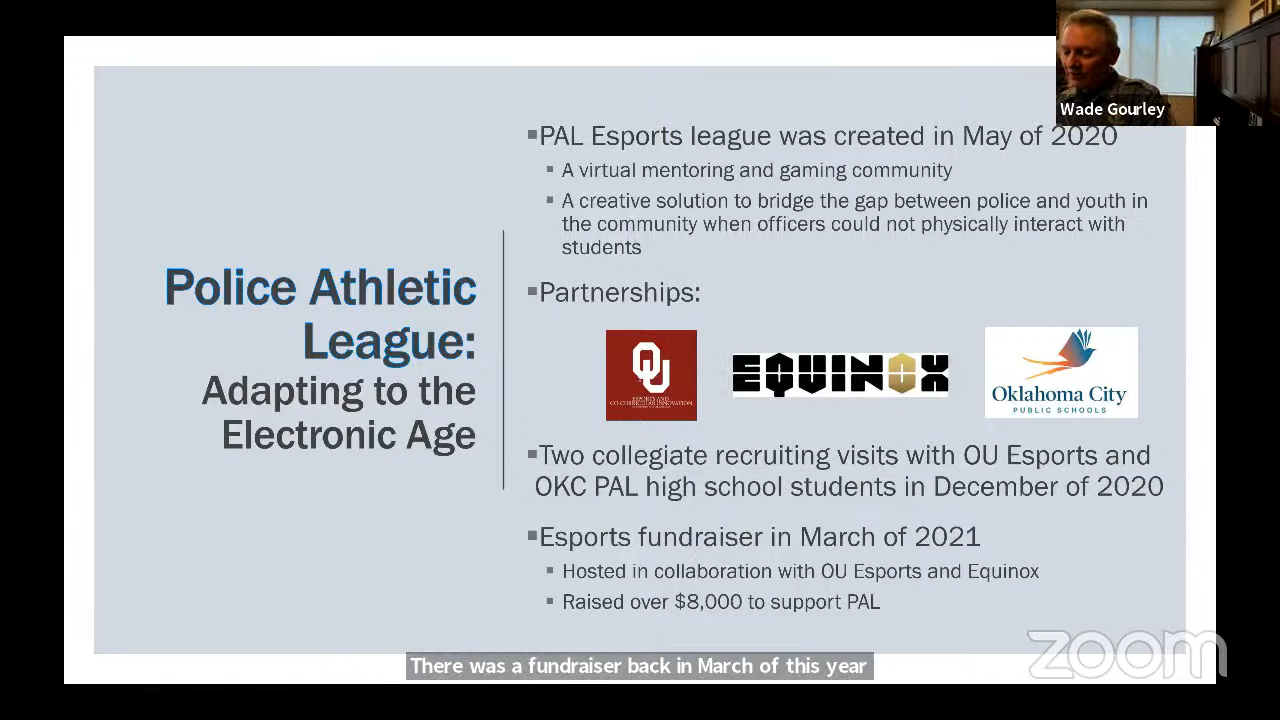 Wade Gourley
▪PAL Esports league was created in May of 2020
▪ A virtual mentoring and gaming community
▪ A creative solution to bridge the gap between police and youth in
the community when officers could not physically interact with
students
Police Athletic
League:
Adapting to the
Electronic Age
▪Partnerships:
OU
ESPORTS AND
CO-CURRICULAR INNOVATION
EQUINOX
Oklahoma City
PUBLIC SCHOOLS
▪Two collegiate recruiting visits with OU Esports and
OKC PAL high school students in December of 2020
▪Esports fundraiser in March of 2021
▪ Hosted in collaboration with OU Esports and Equinox
▪ Raised over $8,000 to support PAL
zoom
There was a fundraiser back in March of this year